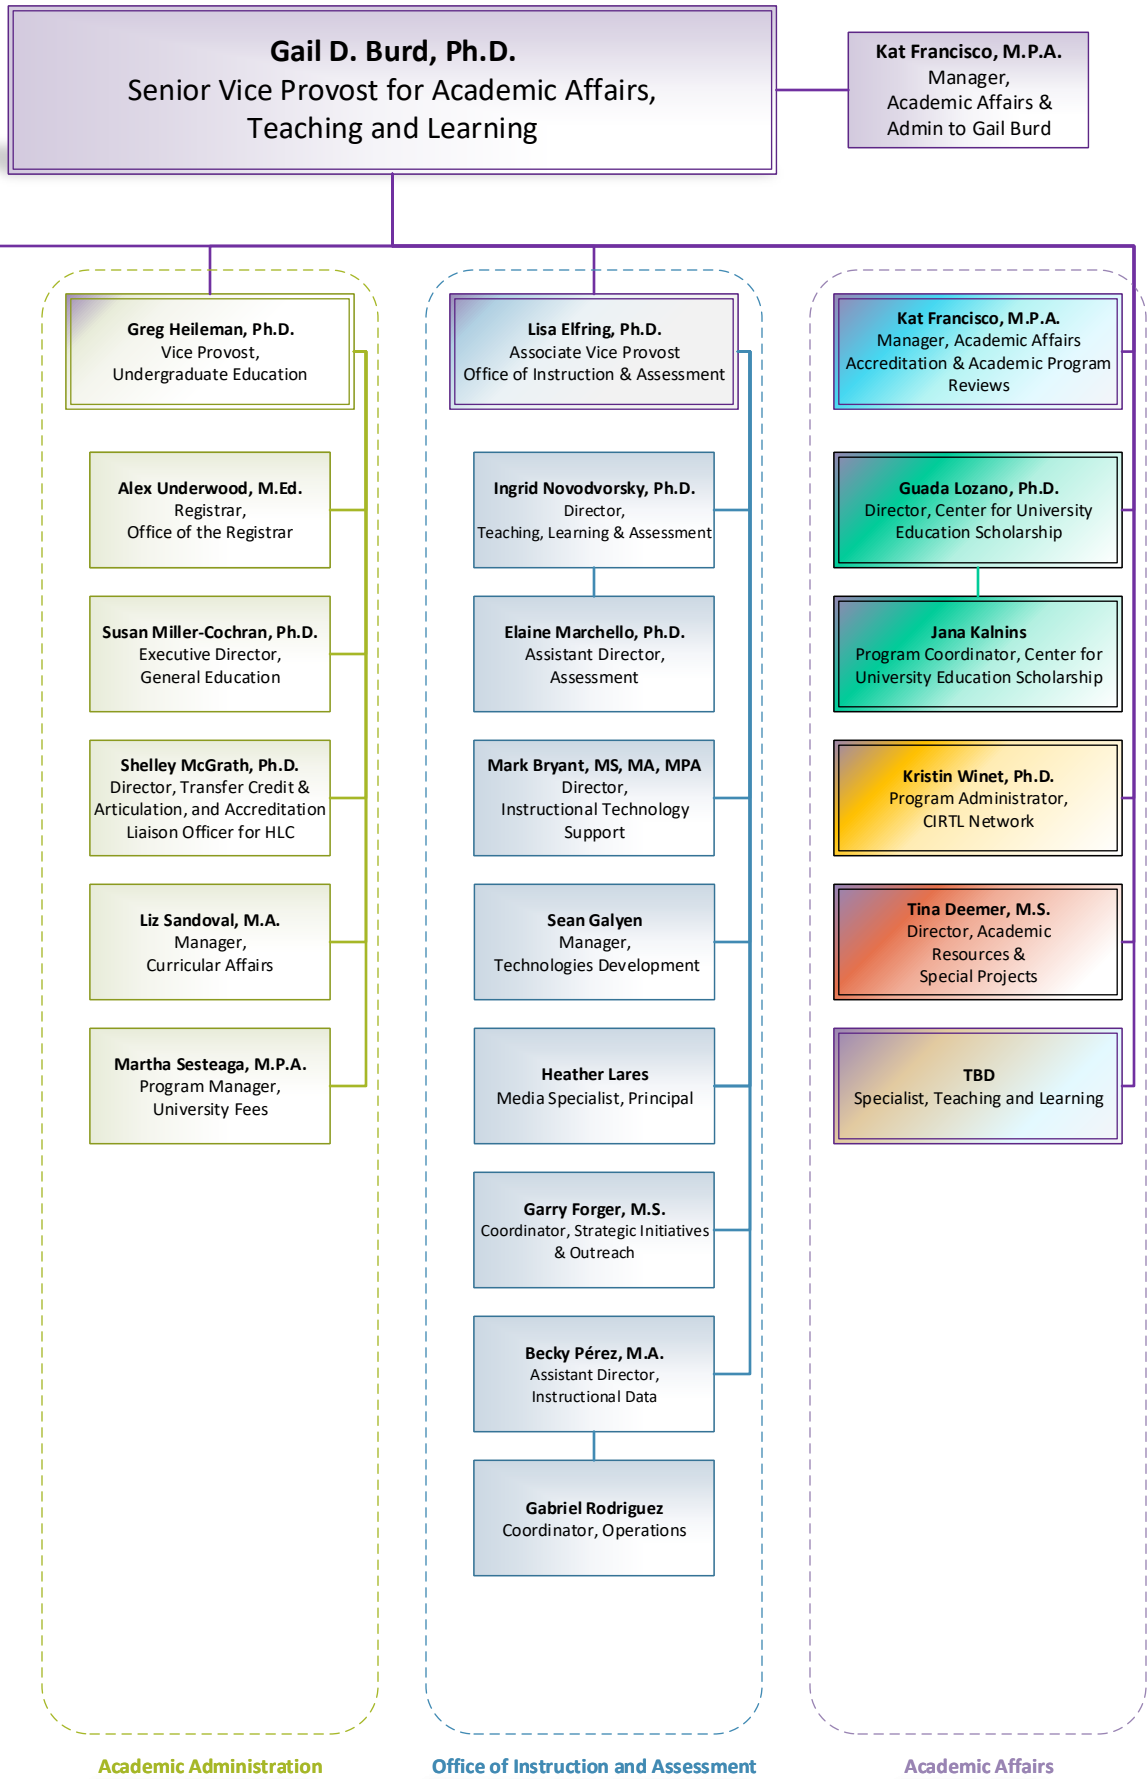 Gail D. Burd, Ph.D.
Senior Vice Provost for Academic Affairs,
Teaching and Learning
Kat Francisco, M.P.A.
Manager,
Academic Affairs &
Admin to Gail Burd
Greg Heileman, Ph.D.
Vice Provost,
Undergraduate Education
Alex Underwood, M.Ed.
Registrar,
Office of the Registrar
Susan Miller-Cochran, Ph.D.
Executive Director,
General Education
Shelley McGrath, Ph.D.
Director, Transfer Credit &
Articulation, and Accreditation
Liaison Officer for HLC
Liz Sandoval, M.A.
Manager,
Curricular Affairs
Martha Sesteaga, M.P.A.
Program Manager,
University Fees
Academic Administration
Lisa Elfring, Ph.D.
Associate Vice Provost
Office of Instruction & Assessment
Ingrid Novodvorsky, Ph.D.
Director,
Teaching, Learning & Assessment
Elaine Marchello, Ph.D.
Assistant Director,
Assessment
Mark Bryant, MS, MA, MPA
Director,
Instructional Technology
Support
Sean Galyen
Manager,
Technologies Development
Heather Lares
Media Specialist, Principal
Garry Forger, M.S.
Coordinator, Strategic Initiatives
& Outreach
Becky Pérez, M.A.
Assistant Director,
Instructional Data
Gabriel Rodriguez
Coordinator, Operations
Office of Instruction and Assessment
Kat Francisco, M.P.A.
Manager, Academic Affairs
Accreditation & Academic Program
Reviews
Guada Lozano, Ph.D.
Director, Center for University
Education Scholarship
Jana Kalnins
Program Coordinator, Center for
University Education Scholarship
Kristin Winet, Ph.D.
Program Administrator,
CIRTL Network
Tina Deemer, M.S.
Director, Academic
Resources &
Special Projects
TBD
Specialist, Teaching and Learning
Academic Affairs